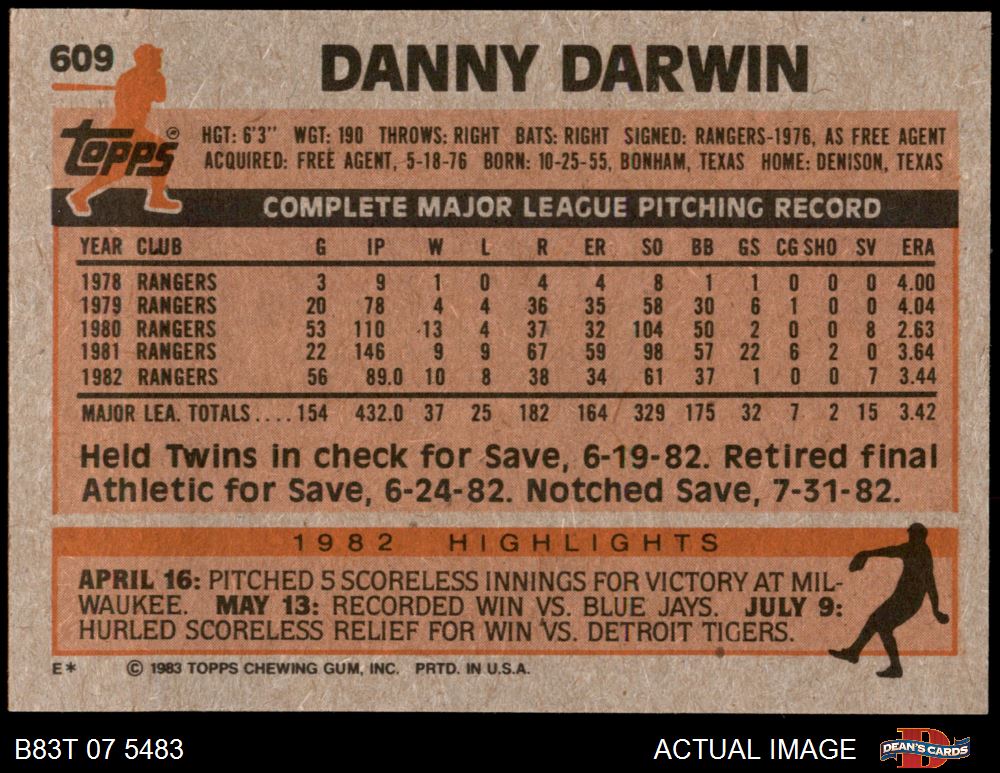 609
DANNY DARWIN
Topps®
HGT: 6'3" WGT: 190 THROWS: RIGHT BATS: RIGHT SIGNED: RANGERS-1976, AS FREE AGENT
ACQUIRED: FREE AGENT, 5-18-76 BORN: 10-25-55, BONHAM, TEXAS HOME: DENISON, TEXAS
COMPLETE MAJOR LEAGUE PITCHING RECORD
YEAR CLUB G IP W L R ER SO BB GS CG SHO SV ERA
1978 RANGERS 3 9 1 0 4 4 8 1 1 0 0 0 4.00
1979 RANGERS 20 78 4 4 36 35 58 30 6 1 0 0 4.04
1980 RANGERS 53 110 13 4 37 32 104 50 2 0 0 8 2.63
1981 RANGERS 22 146 9 9 67 59 98 57 22 6 2 0 3.64
1982 RANGERS 56 89.0 10 8 38 34 61 37 1 0 0 7 3.44
MAJOR LEA. TOTALS .... 154 432.0 37 25 182 164 329 175 32 7 2 15 3.42
Held Twins in check for Save, 6-19-82. Retired final
Athletic for Save, 6-24-82. Notched Save, 7-31-82.
1982 HIGHLIGHTS
APRIL 16: PITCHED 5 SCORELESS INNINGS FOR VICTORY AT MIL-
WAUKEE. MAY 13: RECORDED WIN VS. BLUE JAYS. JULY 9:
HURLED SCORELESS RELIEF FOR WIN VS. DETROIT TIGERS.
E* © 1983 TOPPS CHEWING GUM, INC. PRTD. IN U.S.A.
B83T 07 5483
ACTUAL IMAGE
DEAN'S CARDS